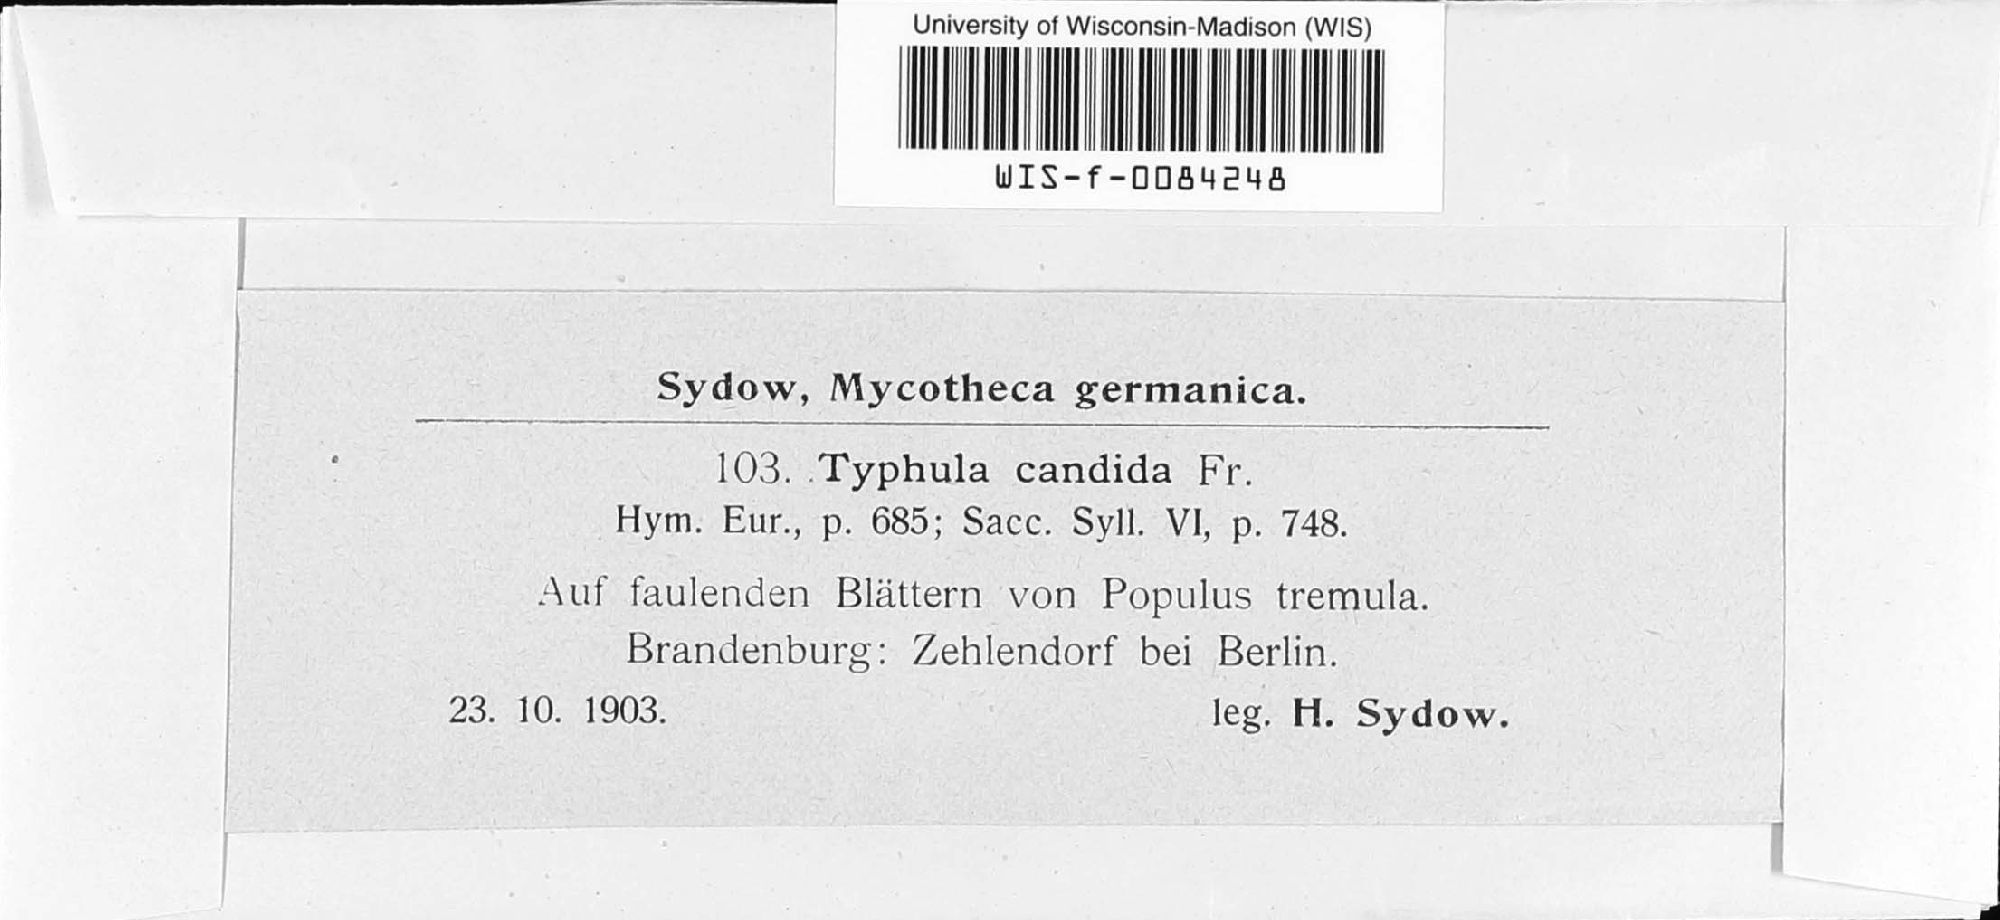 University of Wisconsin-Madison (WIS)
WIS-f-0084248
Sydow, Mycotheca germanica.
103. Typhula candida Fr.
Hym. Eur., p. 685; Sacc. Syll. VI, p. 748.
Auf faulenden Blättern von Populus tremula.
Brandenburg: Zehlendorf bei Berlin.
23. 10. 1903. leg. H. Sydow.